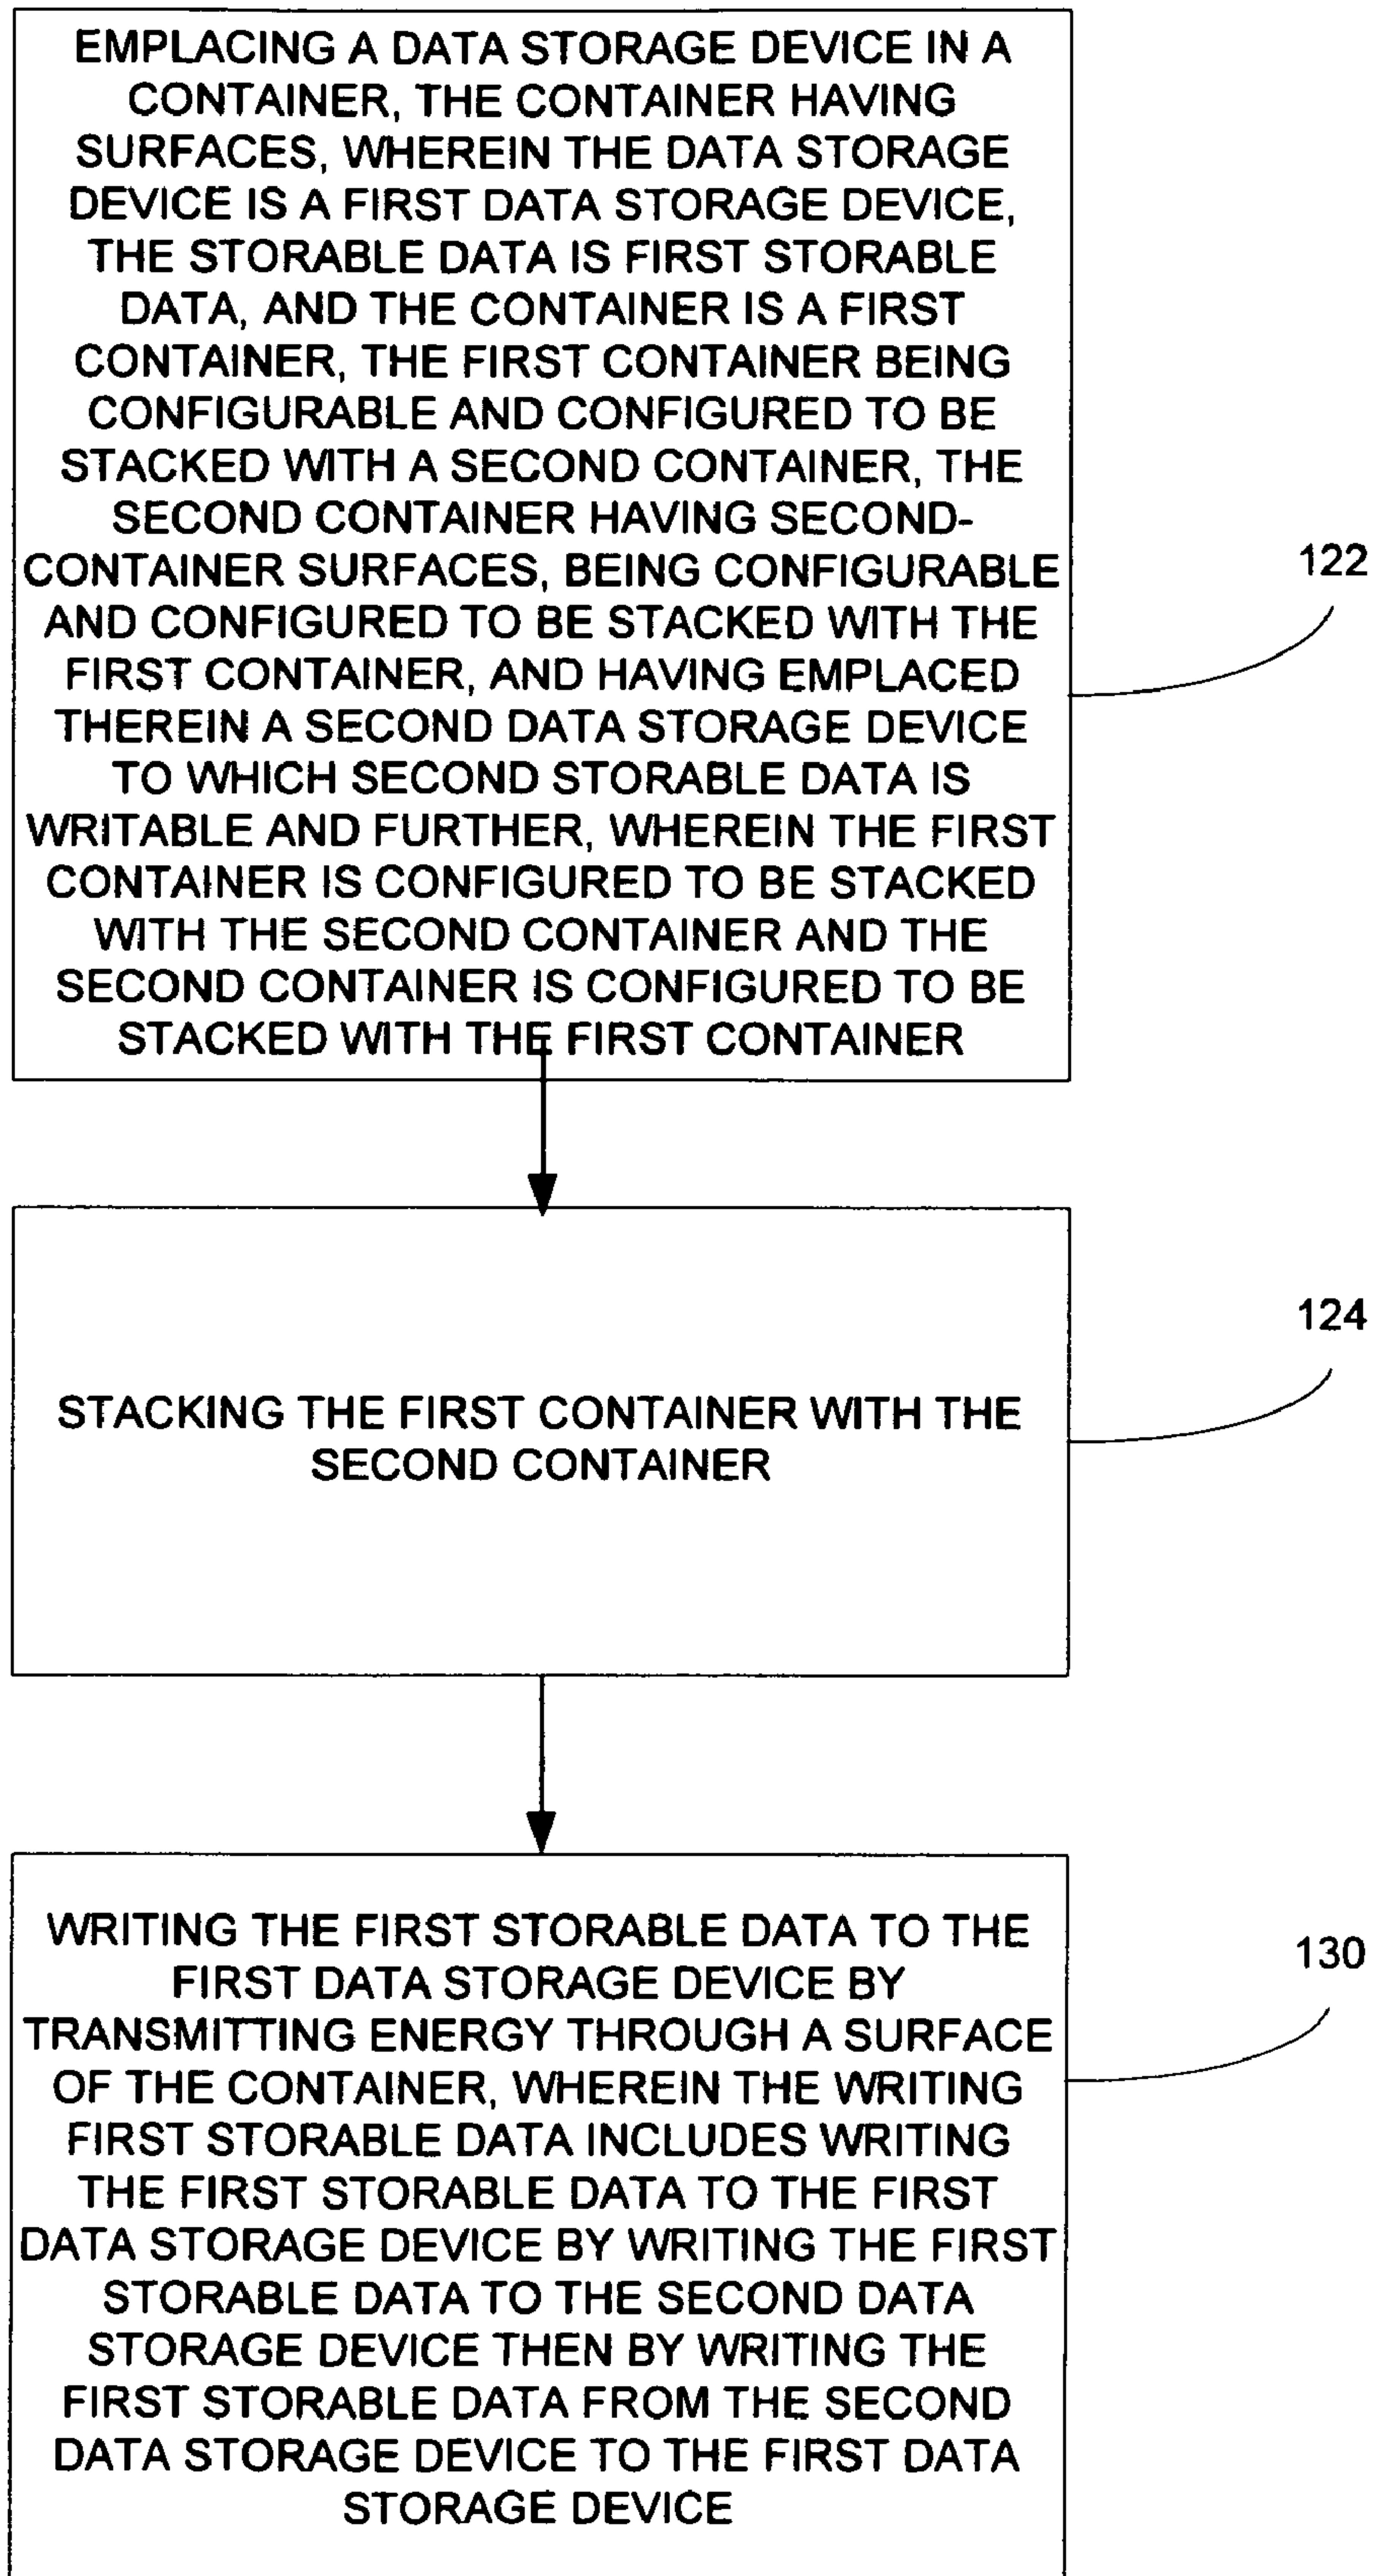 EMPLACING A DATA STORAGE DEVICE IN A
CONTAINER, THE CONTAINER HAVING
SURFACES, WHEREIN THE DATA STORAGE
DEVICE IS A FIRST DATA STORAGE DEVICE,
THE STORABLE DATA IS FIRST STORABLE
DATA, AND THE CONTAINER IS A FIRST
CONTAINER, THE FIRST CONTAINER BEING
CONFIGURABLE AND CONFIGURED TO BE
STACKED WITH A SECOND CONTAINER, THE
SECOND CONTAINER HAVING SECOND-
CONTAINER SURFACES, BEING CONFIGURABLE
AND CONFIGURED TO BE STACKED WITH THE
FIRST CONTAINER, AND HAVING EMPLACED
THEREIN A SECOND DATA STORAGE DEVICE
TO WHICH SECOND STORABLE DATA IS
WRITABLE AND FURTHER, WHEREIN THE FIRST
CONTAINER IS CONFIGURED TO BE STACKED
WITH THE SECOND CONTAINER AND THE
SECOND CONTAINER IS CONFIGURED TO BE
STACKED WITH THE FIRST CONTAINER
122
STACKING THE FIRST CONTAINER WITH THE
SECOND CONTAINER
124
WRITING THE FIRST STORABLE DATA TO THE
FIRST DATA STORAGE DEVICE BY
TRANSMITTING ENERGY THROUGH A SURFACE
OF THE CONTAINER, WHEREIN THE WRITING
FIRST STORABLE DATA INCLUDES WRITING
THE FIRST STORABLE DATA TO THE FIRST
DATA STORAGE DEVICE BY WRITING THE FIRST
STORABLE DATA TO THE SECOND DATA
STORAGE DEVICE THEN BY WRITING THE
FIRST STORABLE DATA FROM THE SECOND
DATA STORAGE DEVICE TO THE FIRST DATA
STORAGE DEVICE
130